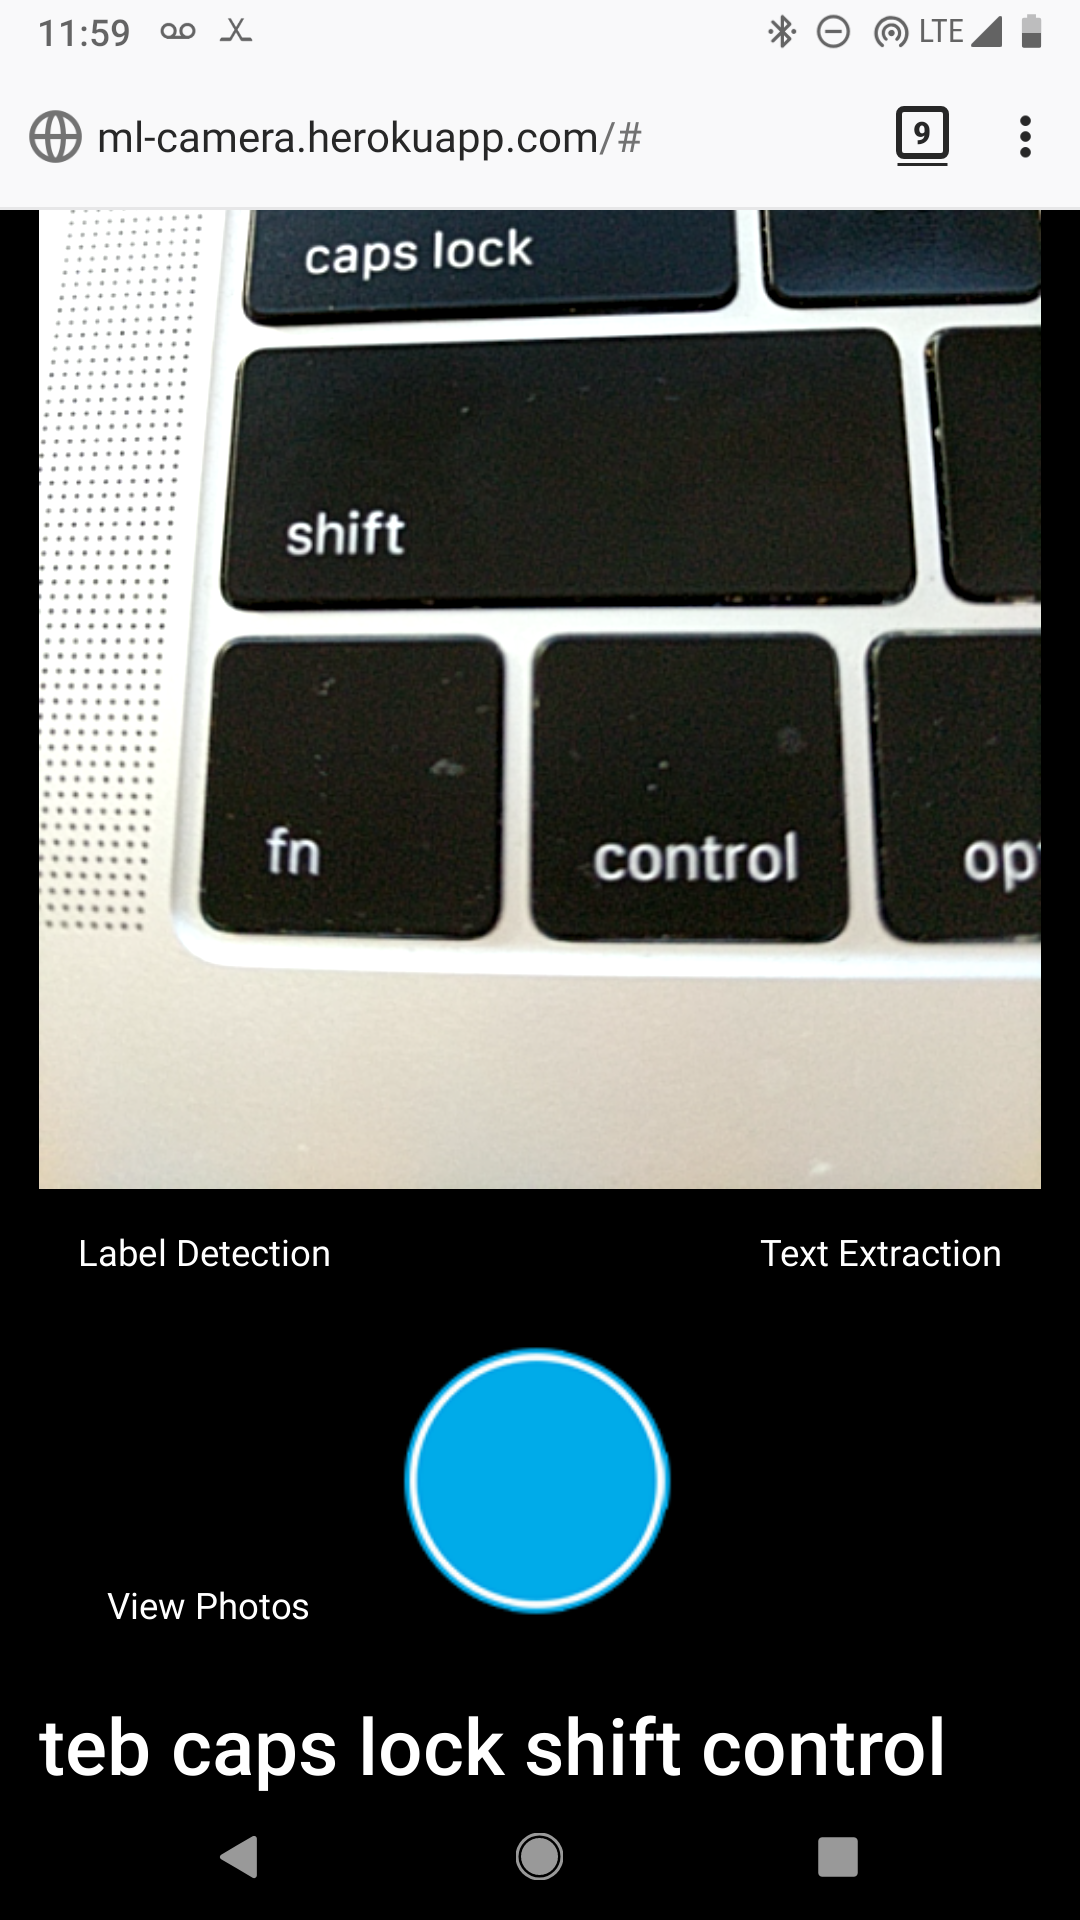 11:59 LTE
ml-camera.herokuapp.com/# 9
caps lock
shift
fn control op
Label Detection Text Extraction
View Photos
teb caps lock shift control